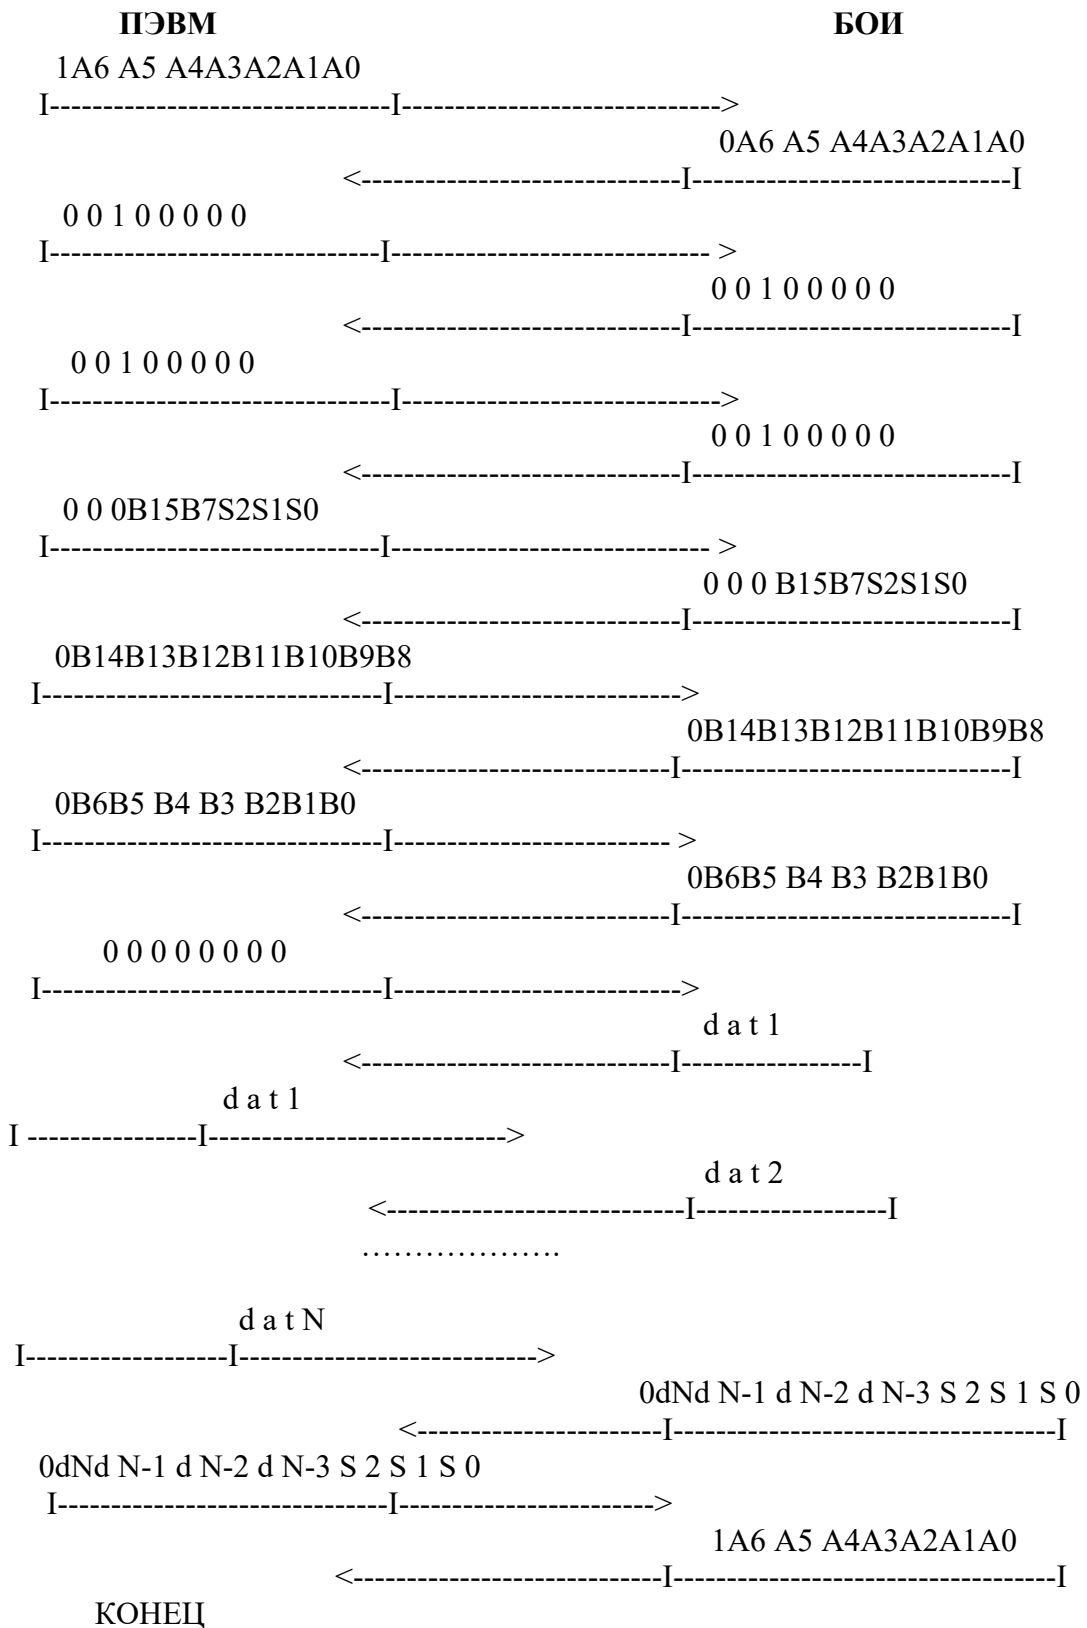 ПЭВМ БОИ
1A6 A5 A4A3A2A1A0
I--------------------------------I------------------------------>
0A6 A5 A4A3A2A1A0
<------------------------------I------------------------------I
0 0 1 0 0 0 0 0
I-------------------------------I------------------------------ >
0 0 1 0 0 0 0 0
<------------------------------I------------------------------I
0 0 1 0 0 0 0 0
I--------------------------------I------------------------------>
0 0 1 0 0 0 0 0
<------------------------------I------------------------------I
0 0 0B15B7S2S1S0
I-------------------------------I------------------------------ >
0 0 0 B15B7S2S1S0
<------------------------------I------------------------------I
0B14B13B12B11B10B9B8
I--------------------------------I--------------------------->
0B14B13B12B11B10B9B8
<-----------------------------I-------------------------------I
0B6B5 B4 B3 B2B1B0
I--------------------------------I-------------------------- >
0B6B5 B4 B3 B2B1B0
<-----------------------------I-------------------------------I
0 0 0 0 0 0 0 0
I--------------------------------I--------------------------->
d a t 1
<-----------------------------I-----------------I
d a t 1
I ----------------I---------------------------->
d a t 2
<----------------------------I------------------I
……………….
d a t N
I-------------------I---------------------------->
0dNd N-1 d N-2 d N-3 S 2 S 1 S 0
<-----------------------I------------------------------------I
0dNd N-1 d N-2 d N-3 S 2 S 1 S 0
I-------------------------------I------------------------>
1A6 A5 A4A3A2A1A0
<-----------------------------I------------------------------------I
КОНЕЦ